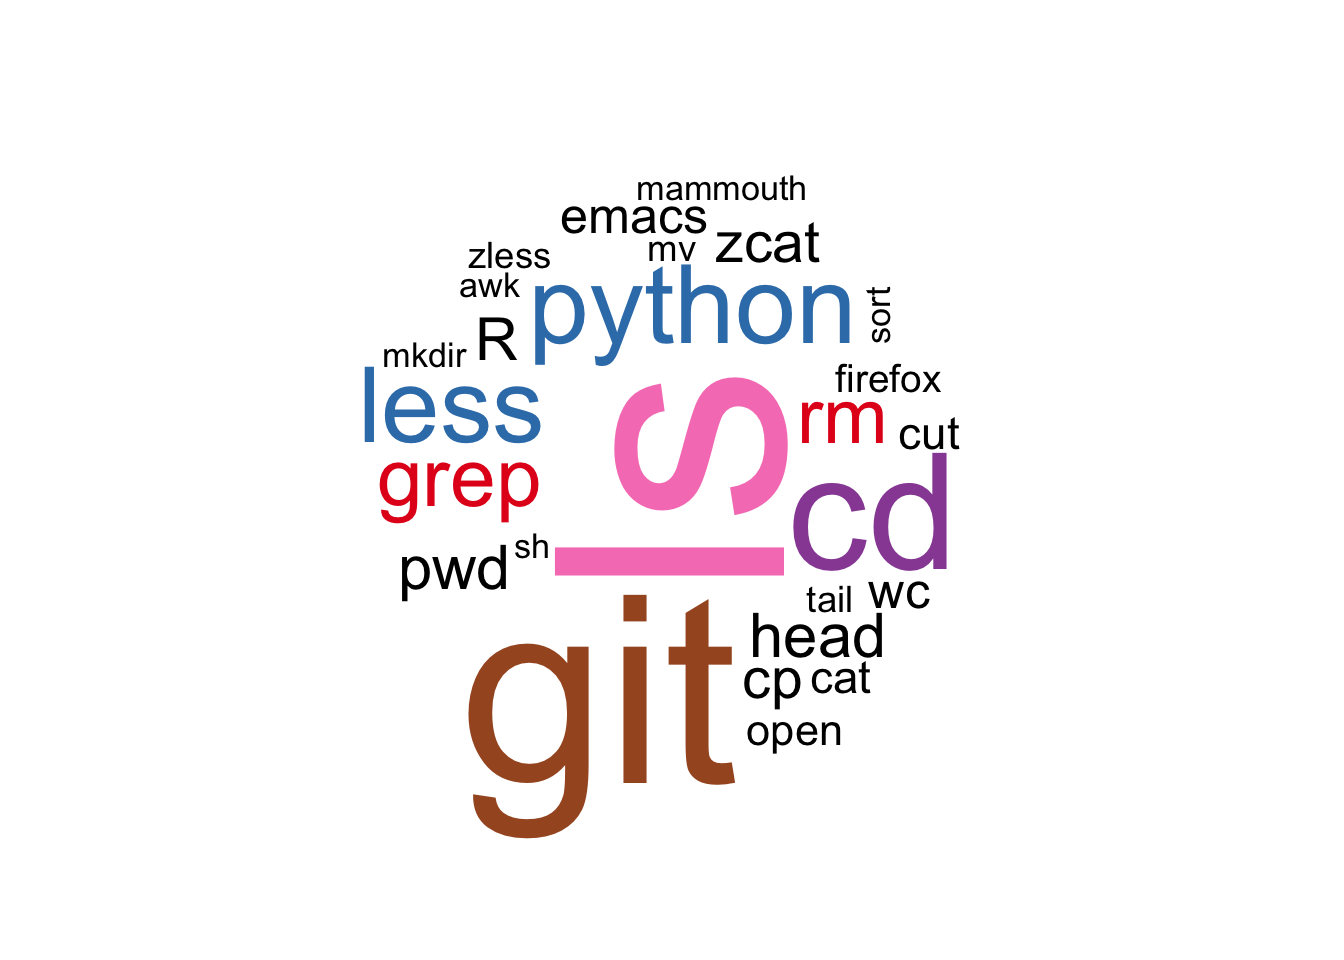 mammouth
emacs
mv
zcat
zless
awk
python
sort
R
mkdir
less
firefox
rm
cut
grep
ls
cd
sh
pwd
tail
wc
git
head
cp
cat
open